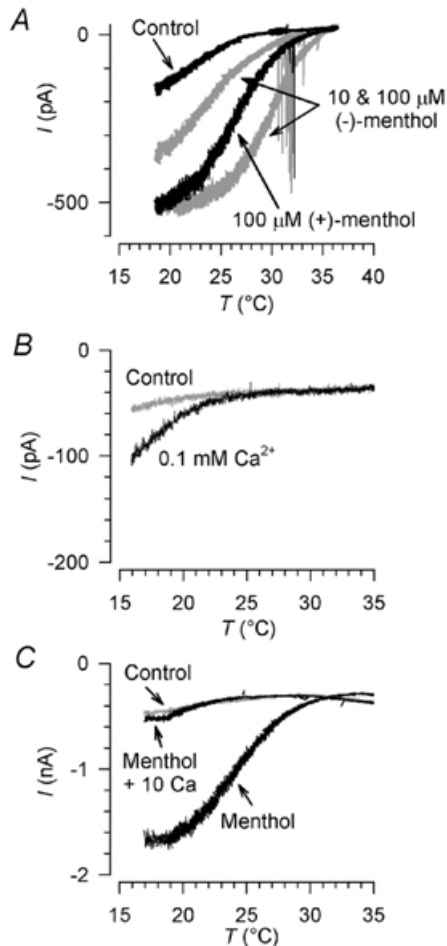 A
0
Control
I (pA)
10 & 100 µM
(-)-menthol
-500
100 µM (+)-menthol
15 20 25 30 35 40
T (°C)
B
0
Control
I (pA)
-100
0.1 mM Ca²⁺
-200
15 20 25 30 35
T (°C)
C
0
Control
I (nA)
Menthol
+ 10 Ca
-1
Menthol
-2
15 20 25 30 35
T (°C)